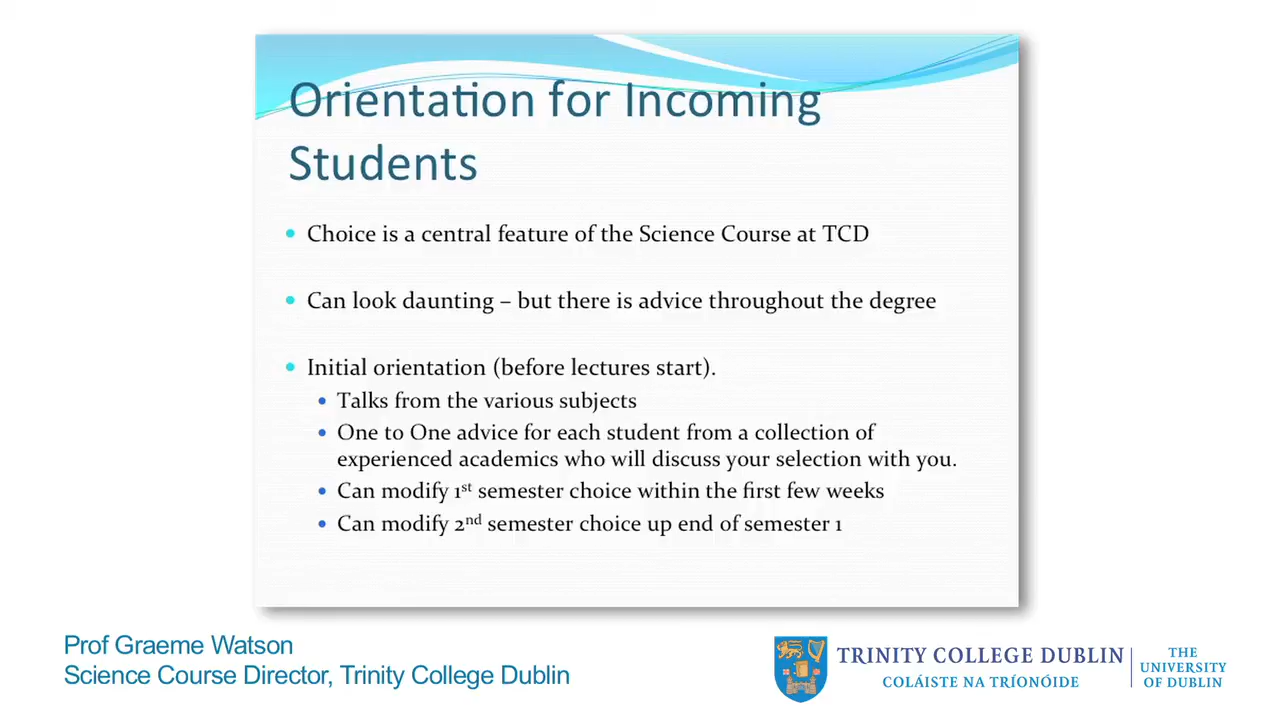 Orientation for Incoming
Students
• Choice is a central feature of the Science Course at TCD
• Can look daunting – but there is advice throughout the degree
• Initial orientation (before lectures start).
• Talks from the various subjects
• One to One advice for each student from a collection of
experienced academics who will discuss your selection with you.
• Can modify 1st semester choice within the first few weeks
• Can modify 2nd semester choice up end of semester 1
Prof Graeme Watson
Science Course Director, Trinity College Dublin
TRINITY COLLEGE DUBLIN
COLÁISTE NA TRÍONÓIDE
THE
UNIVERSITY
OF DUBLIN